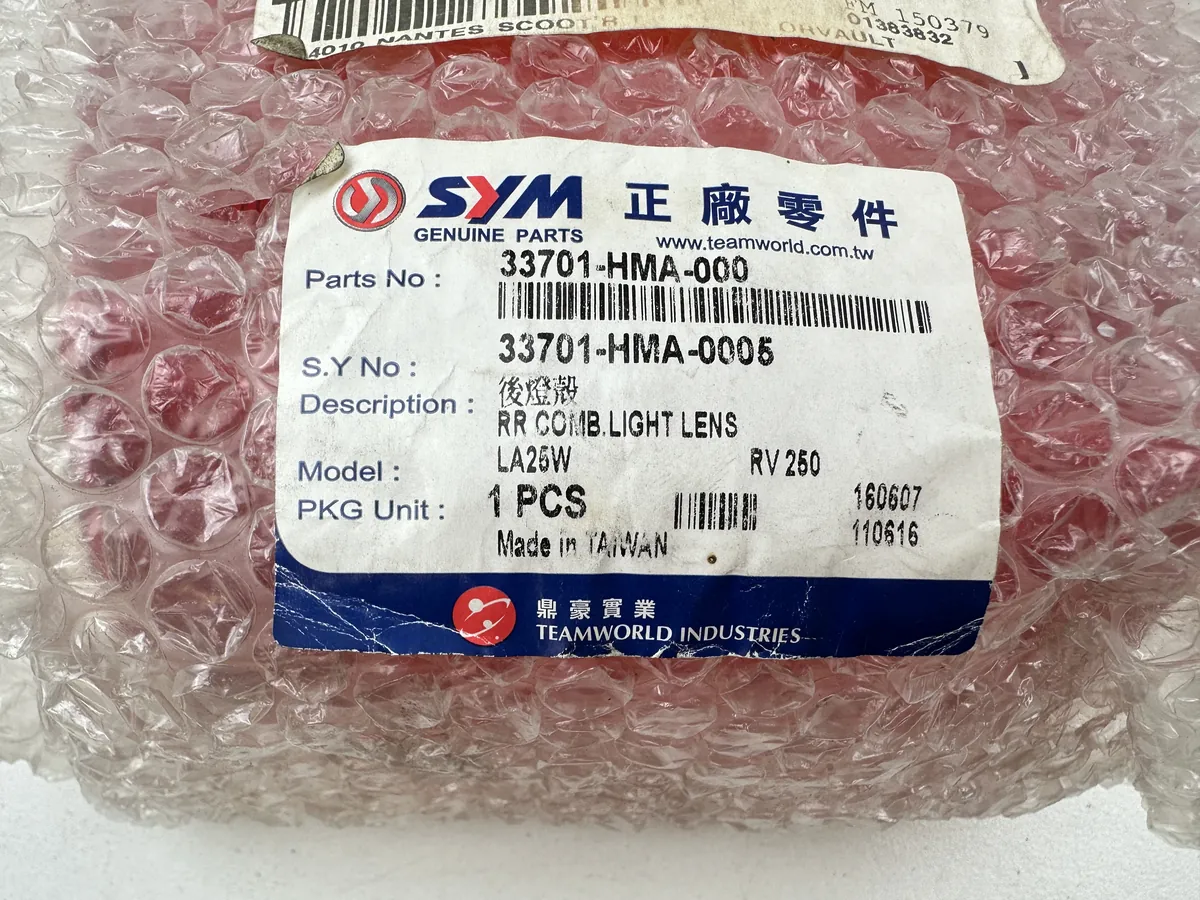 FM 150379
01383832
4010 NANTES SCOOT'R
ORVAULT
SYM 正廠零件
GENUINE PARTS
www.teamworld.com.tw
Parts No : 33701-HMA-000
S.Y No : 33701-HMA-0005
Description : 後燈殼
RR COMB.LIGHT LENS
Model : LA25W RV 250
PKG Unit : 1 PCS 160607
Made in TAIWAN 110616
鼎豪實業
TEAMWORLD INDUSTRIES